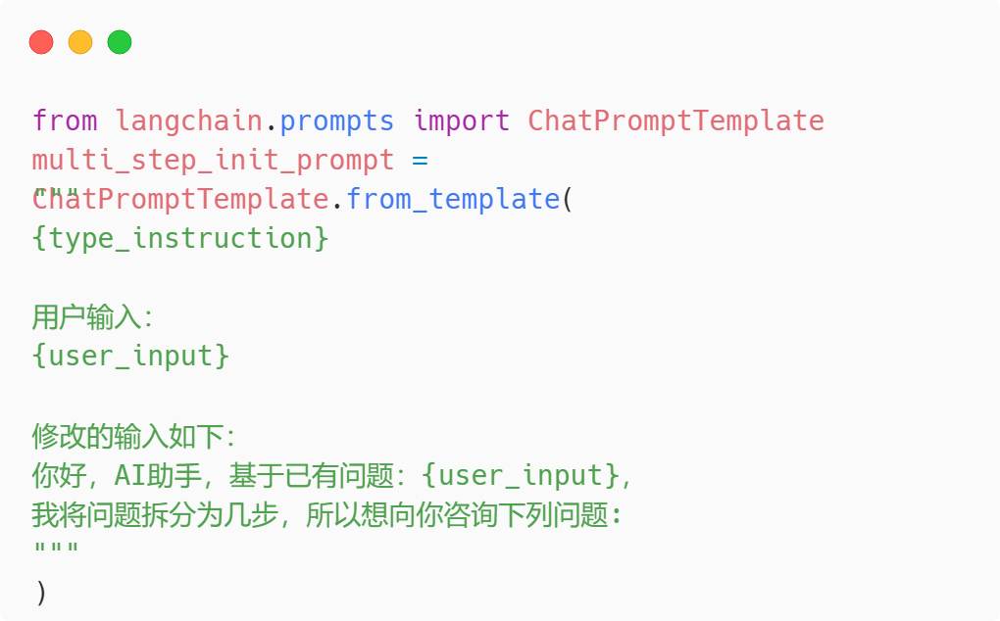 from langchain.prompts import ChatPromptTemplate
multi_step_init_prompt =
"""
ChatPromptTemplate.from_template(
{type_instruction}
用户输入：
{user_input}
修改的输入如下：
你好，AI助手，基于已有问题：{user_input}，
我将问题拆分为几步，所以想向你咨询下列问题：
"""
)